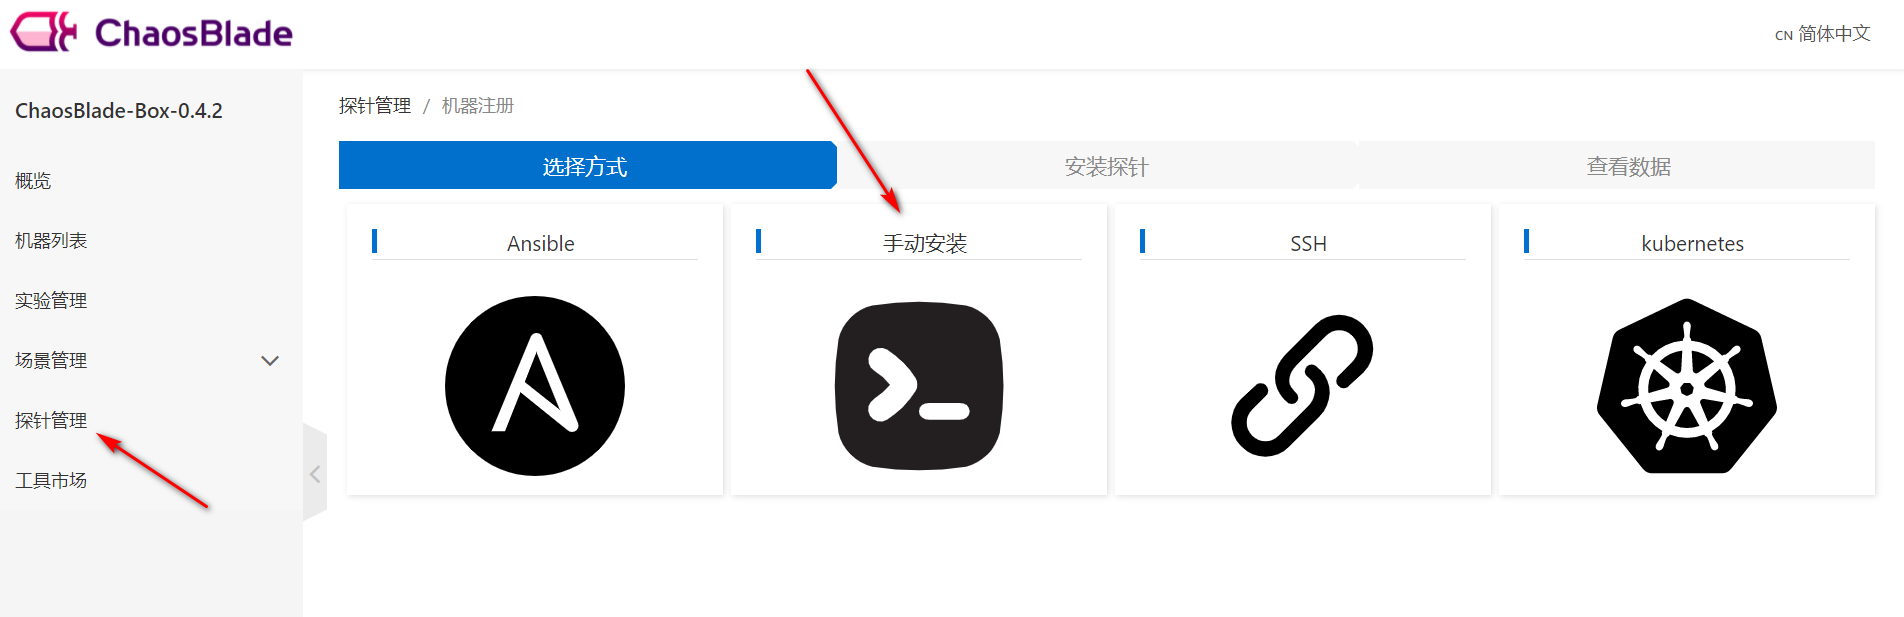 ChaosBlade
CN 简体中文
ChaosBlade-Box-0.4.2
概览
机器列表
实验管理
场景管理
探针管理
工具市场
探针管理 / 机器注册
选择方式
安装探针
查看数据
Ansible
手动安装
SSH
kubernetes